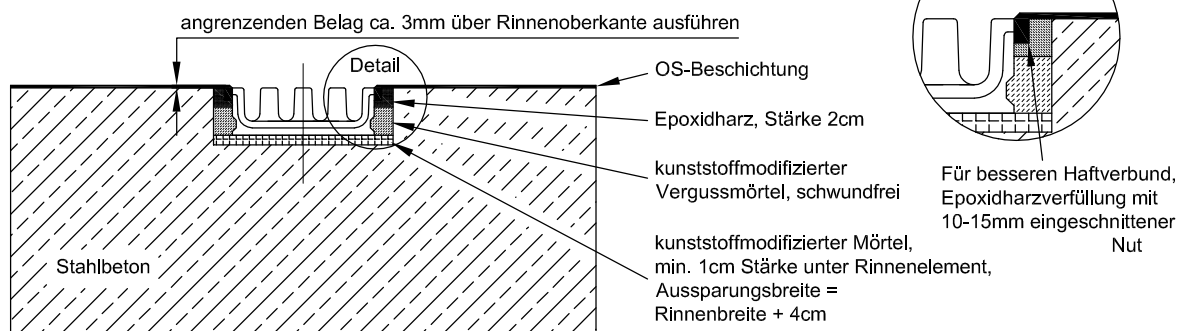 angrenzenden Belag ca. 3mm über Rinnenoberkante ausführen
Detail
OS-Beschichtung
Epoxidharz, Stärke 2cm
kunststoffmodifizierter
Vergussmörtel, schwundfrei
kunststoffmodifizierter Mörtel,
min. 1cm Stärke unter Rinnenelement,
Aussparungsbreite =
Rinnenbreite + 4cm
Stahlbeton
Für besseren Haftverbund,
Epoxidharzverfüllung mit
10-15mm eingeschnittener
Nut